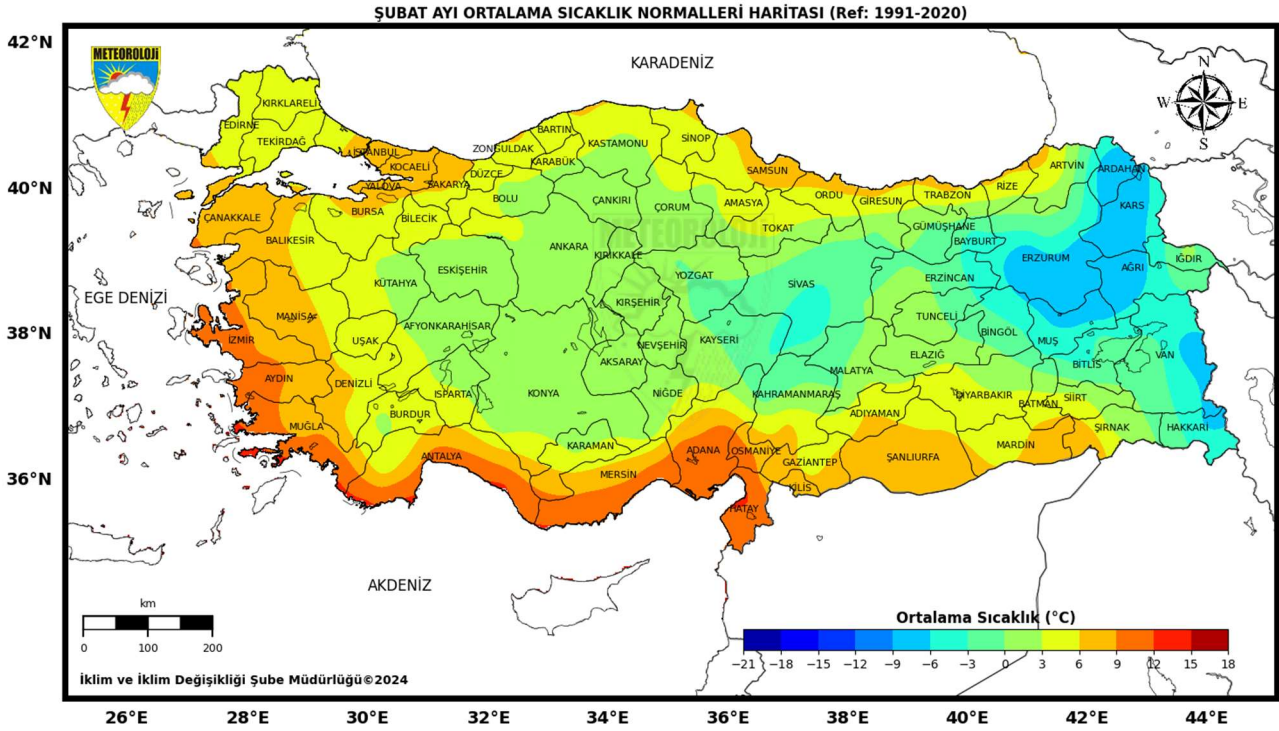 ŞUBAT AYI ORTALAMA SICAKLIK NORMALLERİ HARİTASI (Ref: 1991-2020)
42°N
40°N
38°N
36°N
METEOROLOJİ
KARADENİZ
N
W
E
S
KIRKLARELİ
EDİRNE
TEKİRDAĞ
İSTANBUL
KOCAELİ
YALOVA
SAKARYA
DÜZCE
ZONGULDAK
BARTIN
KARABÜK
KASTAMONU
SİNOP
SAMSUN
ORDU
GİRESUN
TRABZON
RİZE
ARTVİN
ARDAHAN
ÇANAKKALE
BURSA
BİLECİK
BOLU
ÇANKIRI
ÇORUM
AMASYA
TOKAT
GÜMÜŞHANE
BAYBURT
KARS
BALIKESİR
ESKİŞEHİR
ANKARA
KIRIKKALE
METEOROLOJİ
YOZGAT
SİVAS
ERZİNCAN
ERZURUM
AĞRI
IĞDIR
EGE DENİZİ
KÜTAHYA
MANİSA
AFYONKARAHİSAR
KIRŞEHİR
TUNCELİ
BİNGÖL
MUŞ
İZMİR
UŞAK
NEVŞEHİR
KAYSERİ
AKSARAY
ELAZIĞ
BİTLİS
VAN
AYDIN
DENİZLİ
ISPARTA
KONYA
NİĞDE
KAHRAMANMARAŞ
MALATYA
DİYARBAKIR
BATMAN
SİİRT
BURDUR
ADIYAMAN
MUĞLA
ANTALYA
KARAMAN
MERSİN
ADANA
OSMANİYE
GAZİANTEP
ŞANLIURFA
MARDİN
ŞIRNAK
HAKKARİ
KİLİS
HATAY
AKDENİZ
km
0 100 200
Ortalama Sıcaklık (°C)
−21 −18 −15 −12 −9 −6 −3 0 3 6 9 12 15 18
İklim ve İklim Değişikliği Şube Müdürlüğü©2024
26°E 28°E 30°E 32°E 34°E 36°E 38°E 40°E 42°E 44°E